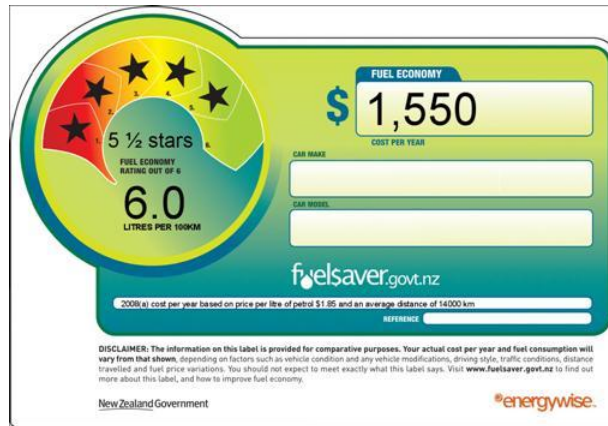 FUEL ECONOMY
$ 1,550
COST PER YEAR
1.
2.
3.
4.
5.
6.
5 ½ stars
FUEL ECONOMY
RATING OUT OF 6
6.0
LITRES PER 100KM
CAR MAKE
CAR MODEL
fuelsaver.govt.nz
2008(a) cost per year based on price per litre of petrol $1.85 and an average distance of 14000 km
REFERENCE
DISCLAIMER: The information on this label is provided for comparative purposes. Your actual cost per year and fuel consumption will
vary from that shown, depending on factors such as vehicle condition and any vehicle modifications, driving style, traffic conditions, distance
travelled and fuel price variations. You should not expect to meet exactly what this label says. Visit www.fuelsaver.govt.nz to find out
more about this label, and how to improve fuel economy.
New Zealand Government
energywise™